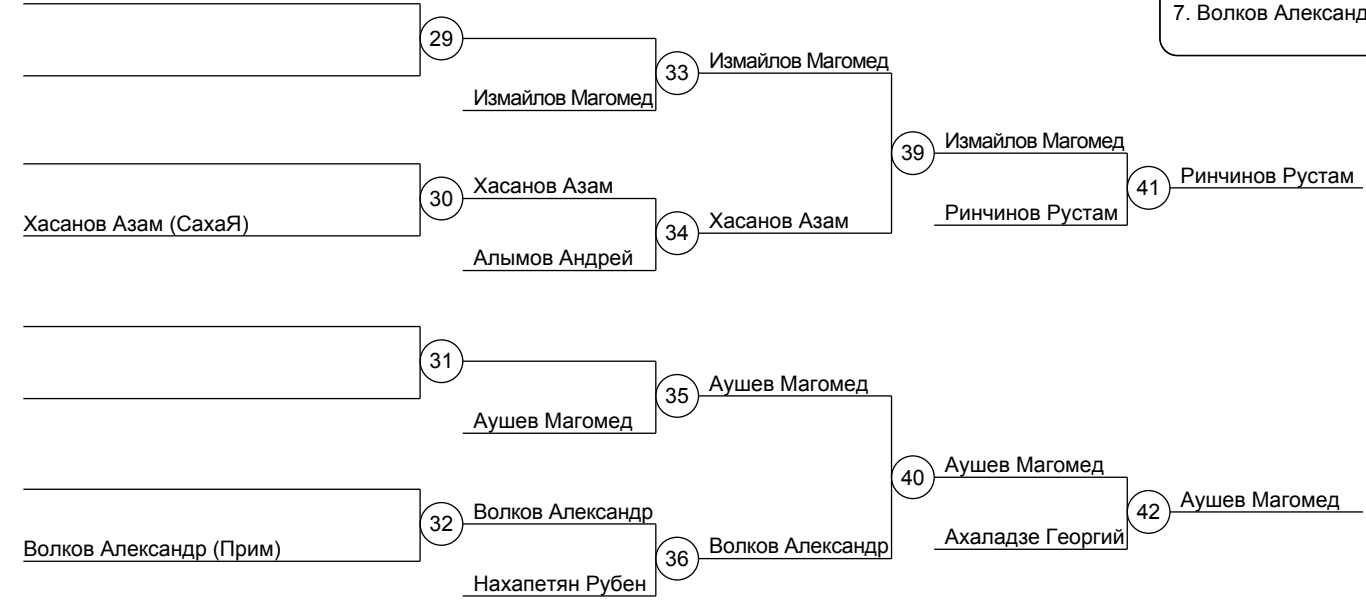 7. Волков Александ
29
Измайлов Магомед
33
Измайлов Магомед
Измайлов Магомед
39
Ринчинов Рустам
41
Хасанов Азам
30
Хасанов Азам (СахаЯ)
Хасанов Азам
34
Ринчинов Рустам
Алымов Андрей
31
Аушев Магомед
35
Аушев Магомед
Аушев Магомед
40
Волков Александр
Аушев Магомед
42
32
Волков Александр (Прим)
Волков Александр
36
Ахаладзе Георгий
Нахапетян Рубен